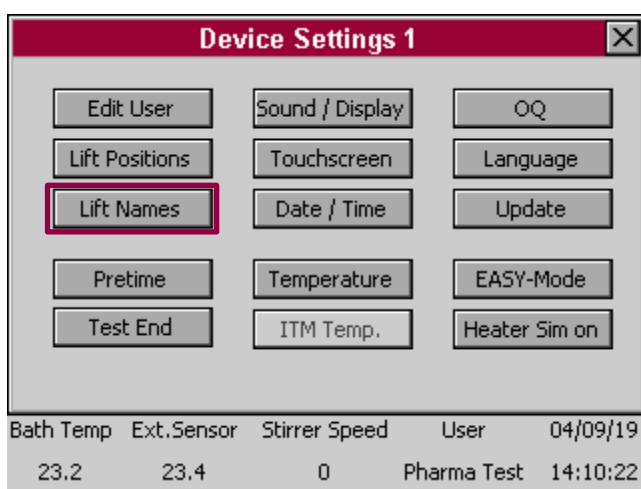 Device Settings 1
Edit User Sound / Display OQ
Lift Positions Touchscreen Language
Lift Names Date / Time Update
Pretime Temperature EASY-Mode
Test End ITM Temp. Heater Sim on
Bath Temp Ext.Sensor Stirrer Speed User 04/09/19
23.2 23.4 0 Pharma Test 14:10:22